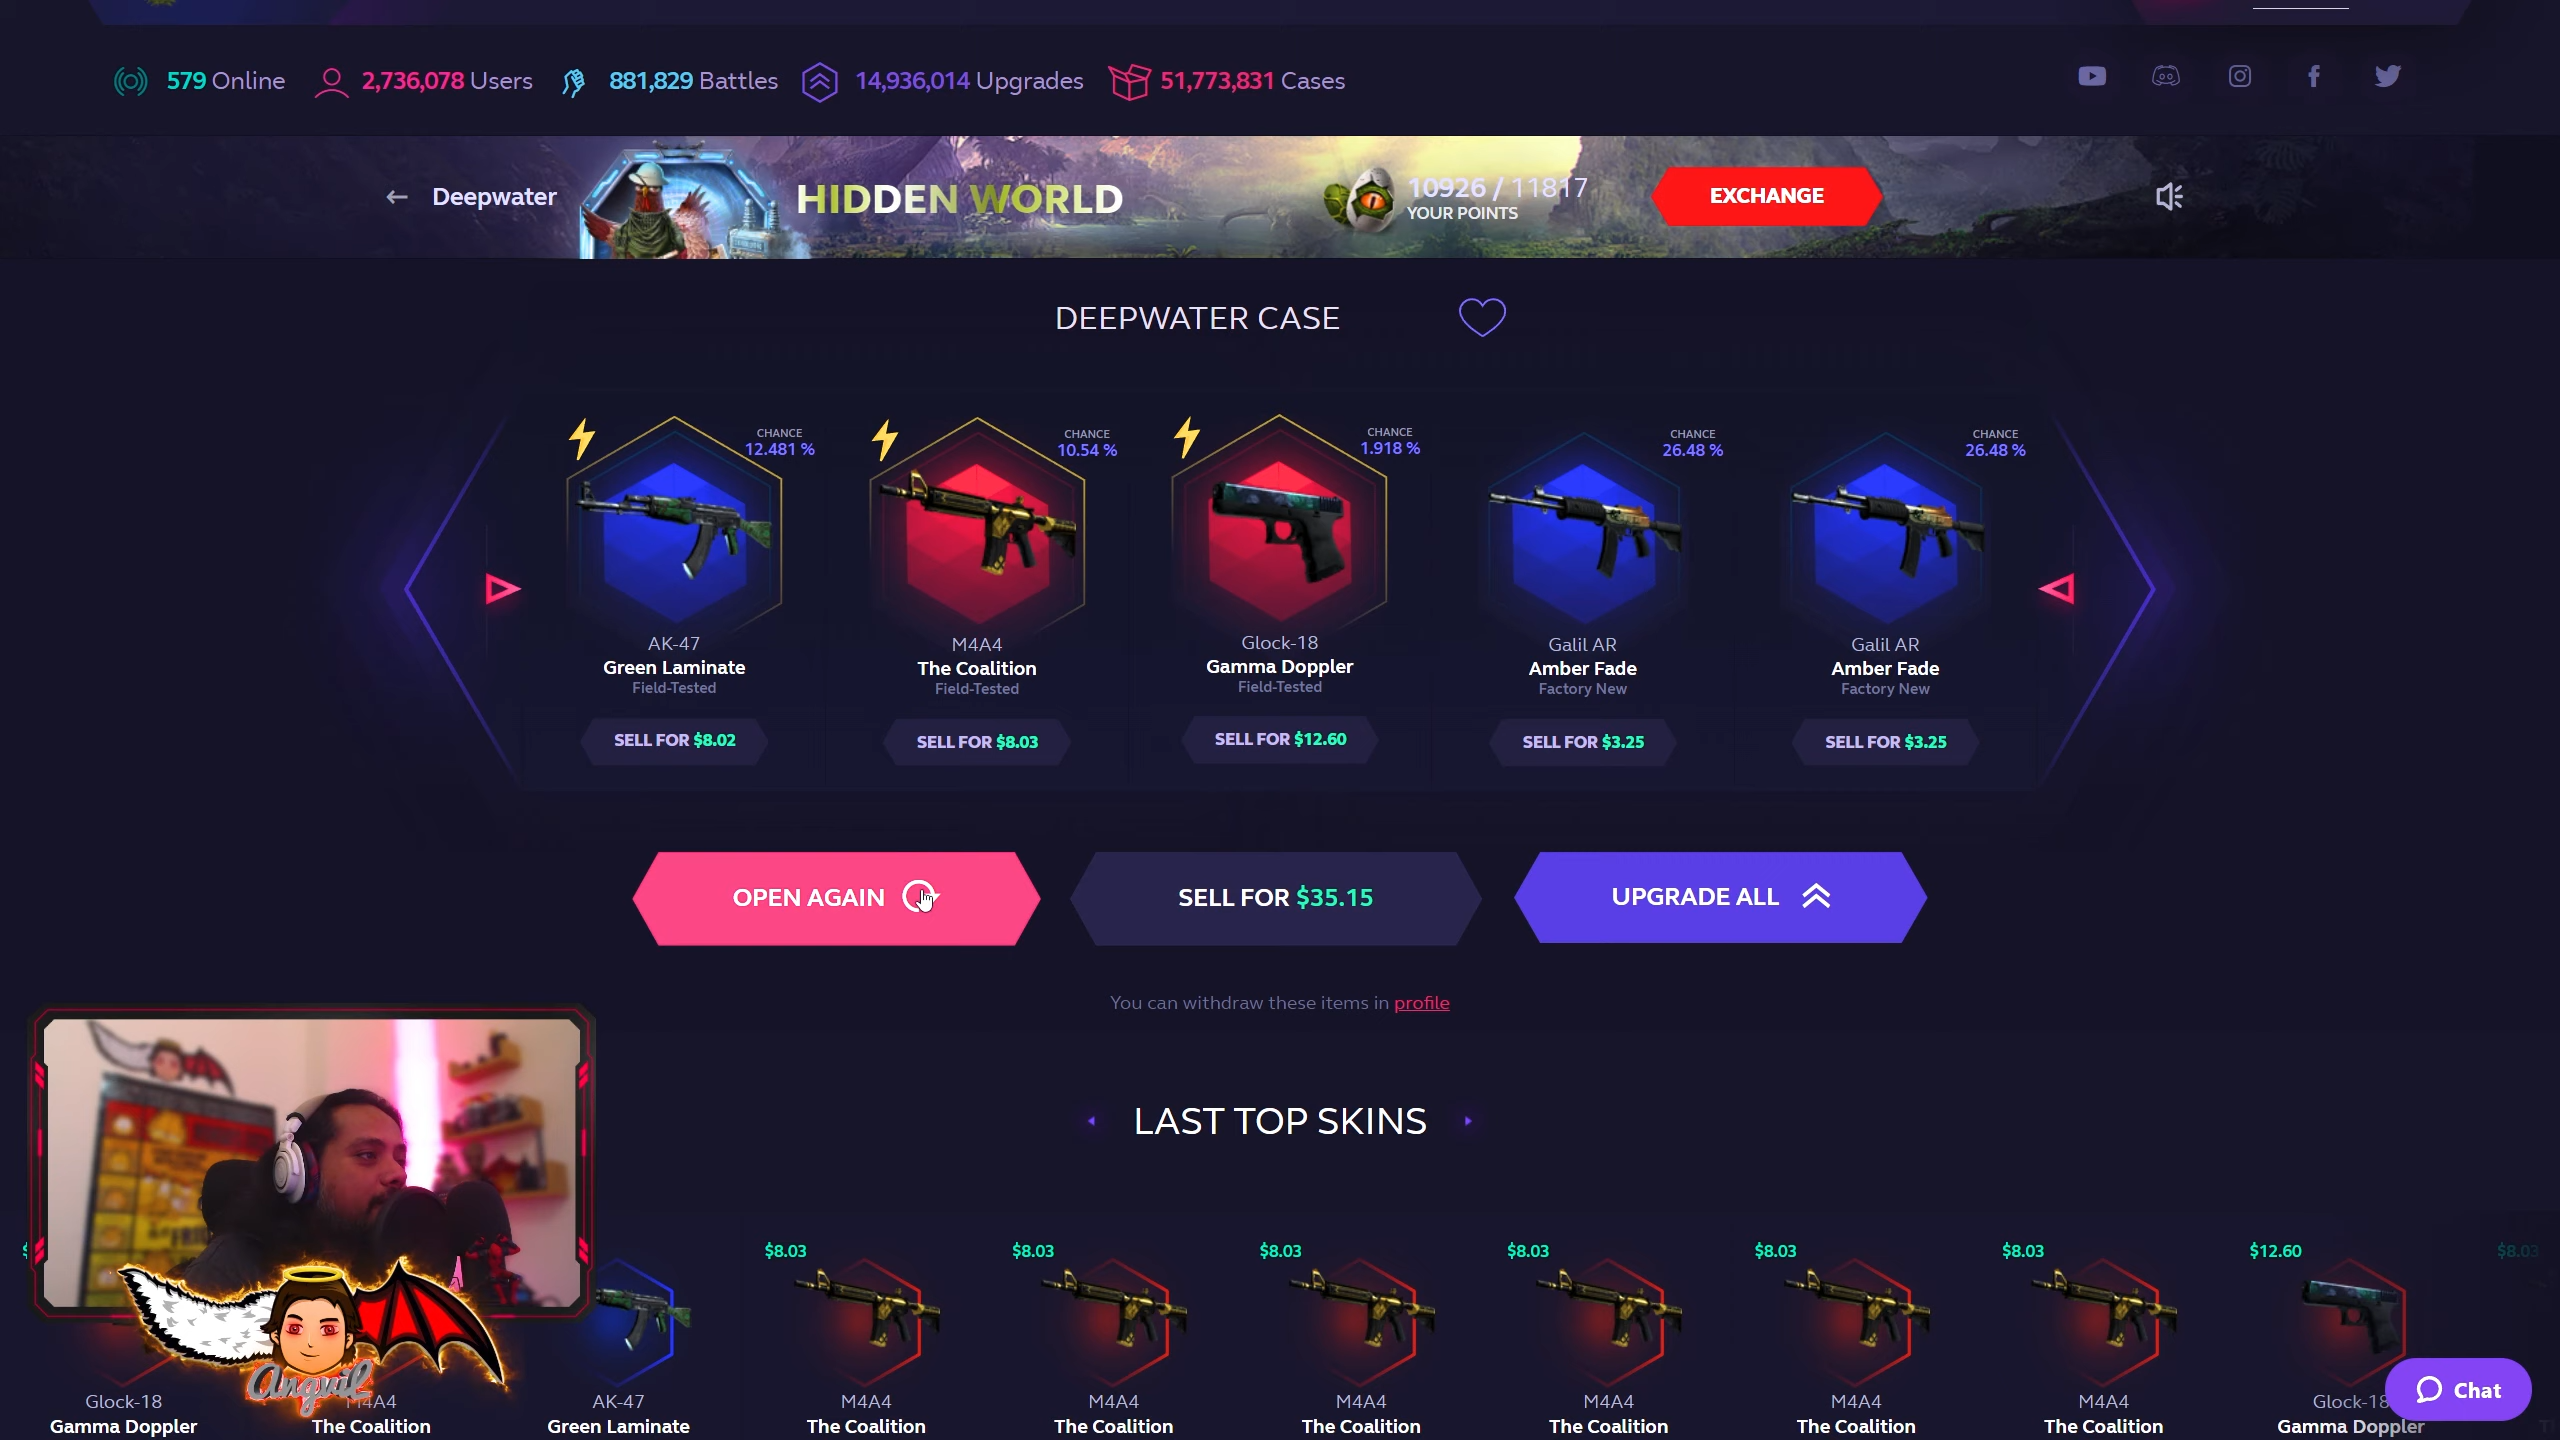 579 Online 2,736,078 Users 881,829 Battles 14,936,014 Upgrades 51,773,831 Cases
← Deepwater HIDDEN WORLD 10926 / 11817 EXCHANGE
YOUR POINTS
DEEPWATER CASE
CHANCE CHANCE CHANCE CHANCE CHANCE
12.481 % 10.54 % 1.918 % 26.48 % 26.48 %
AK-47 M4A4 Glock-18 Galil AR Galil AR
Green Laminate The Coalition Gamma Doppler Amber Fade Amber Fade
Field-Tested Field-Tested Field-Tested Factory New Factory New
SELL FOR $8.02 SELL FOR $8.03 SELL FOR $12.60 SELL FOR $3.25 SELL FOR $3.25
OPEN AGAIN SELL FOR $35.15 UPGRADE ALL
You can withdraw these items in profile
LAST TOP SKINS
$8.03 $8.03 $8.03 $8.03 $8.03 $8.03 $12.60 $8.03
Angvil
Glock-18 M4A4 AK-47 M4A4 M4A4 M4A4 M4A4 M4A4 M4A4 Glock-18
Chat
Gamma Doppler The Coalition Green Laminate The Coalition The Coalition The Coalition The Coalition The Coalition The Coalition Gamma Doppler